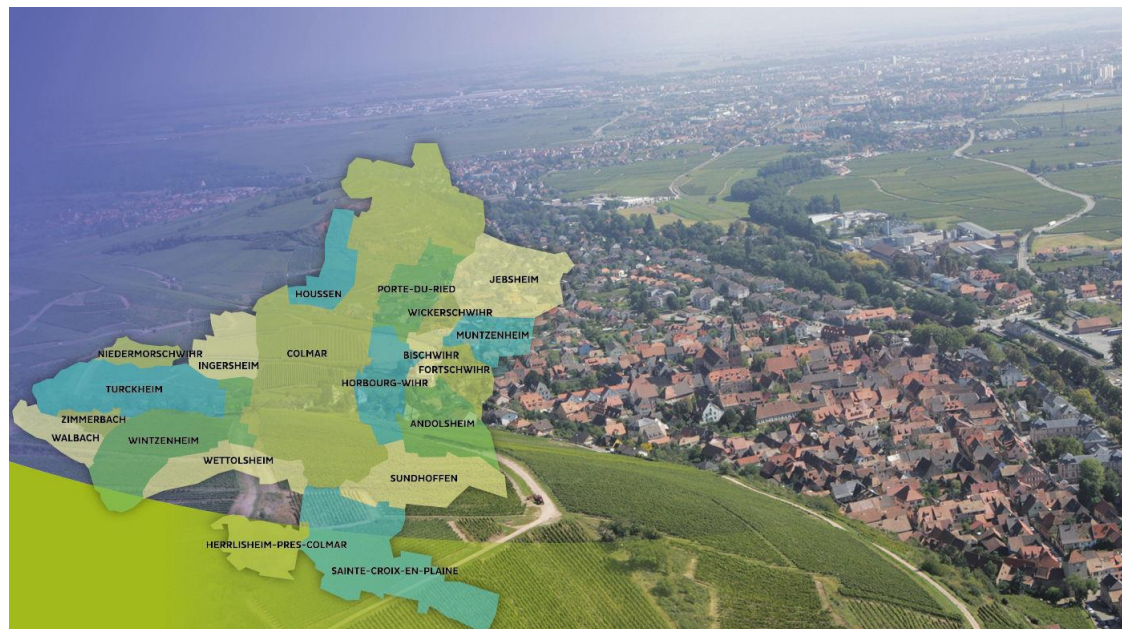 JEBSHEIM
PORTE-DU-RIED
HOUSSEN
WICKERSCHWIHR
MUNTZENHEIM
NIEDERMORSCHWIHR
COLMAR
BISCHWIHR
INGERSHEIM
FORTSCHWIHR
TURCKHEIM
HORBOURG-WIHR
ZIMMERBACH
ANDOLSHEIM
WALBACH
WINTZENHEIM
WETTOLSHEIM
SUNDHOFFEN
HERRLISHEIM-PRES-COLMAR
SAINTE-CROIX-EN-PLAINE